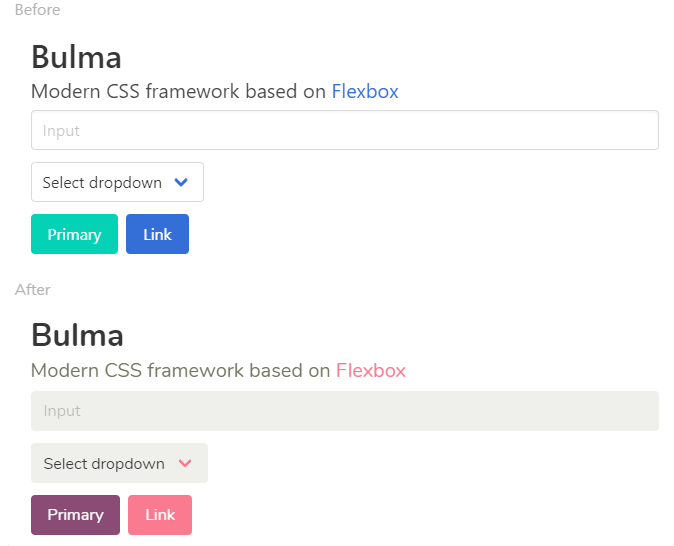 Before
Bulma
Modern CSS framework based on Flexbox
Input
Select dropdown
Primary Link
After
Bulma
Modern CSS framework based on Flexbox
Input
Select dropdown
Primary Link